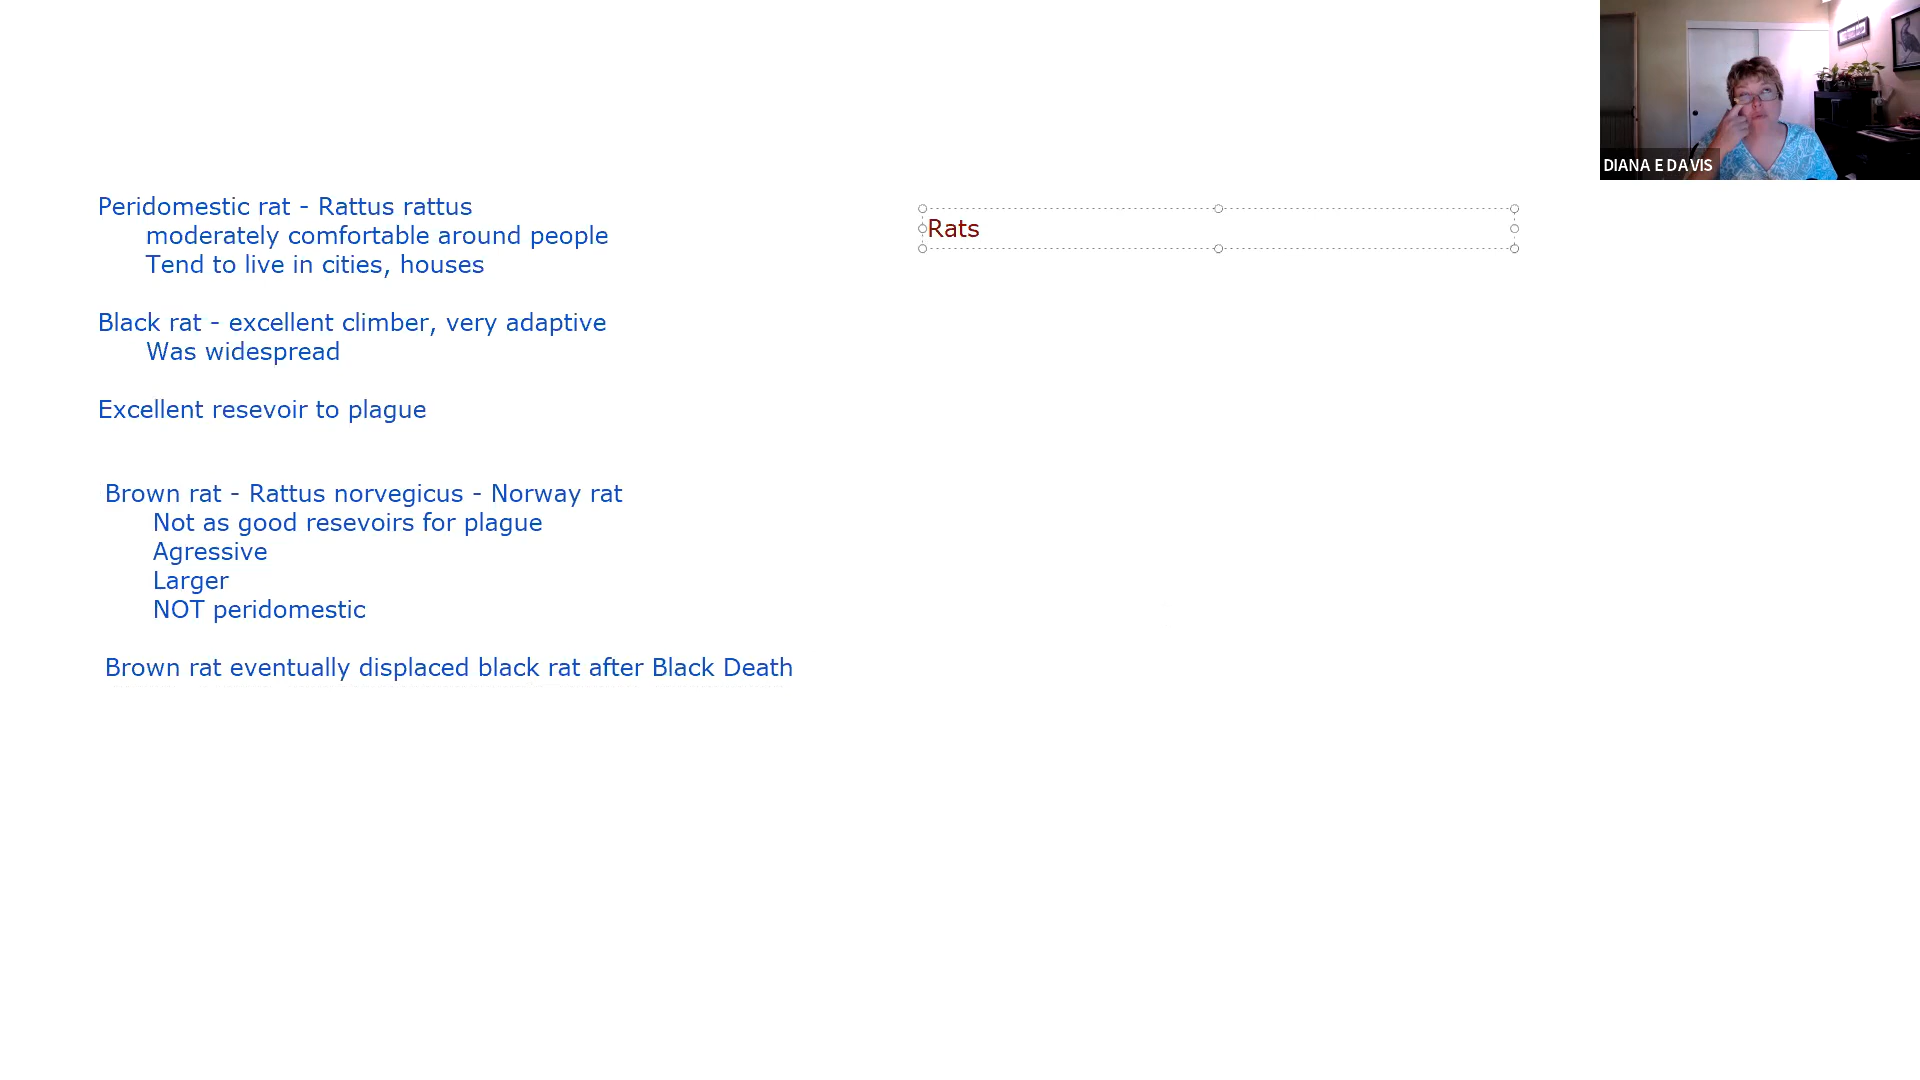 DIANA E DAVIS
Peridomestic rat - Rattus rattus
moderately comfortable around people
Tend to live in cities, houses
Black rat - excellent climber, very adaptive
Was widespread
Excellent resevoir to plague
Brown rat - Rattus norvegicus - Norway rat
Not as good resevoirs for plague
Agressive
Larger
NOT peridomestic
Brown rat eventually displaced black rat after Black Death
Rats